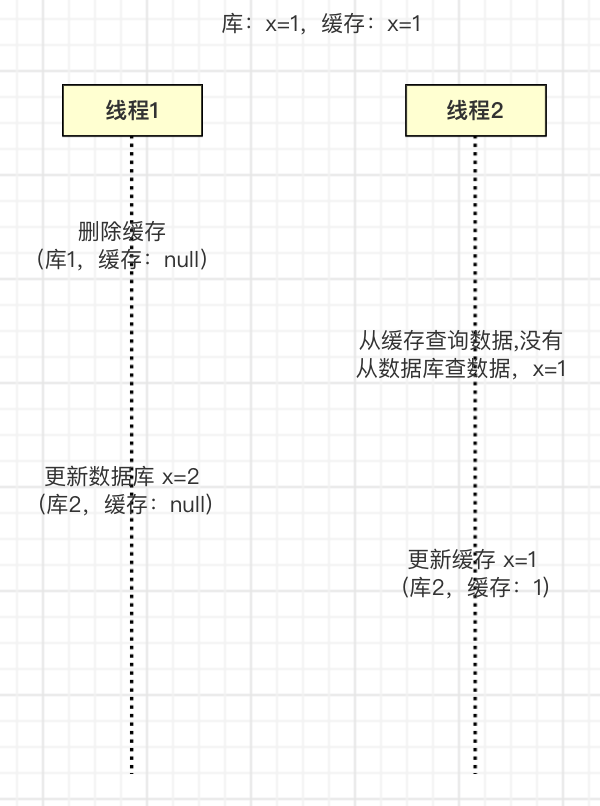 库：x=1，缓存：x=1
线程1
线程2
删除缓存
（库1，缓存：null）
从缓存查询数据,没有
从数据库查数据，x=1
更新数据库 x=2
（库2，缓存：null）
更新缓存 x=1
（库2，缓存：1）